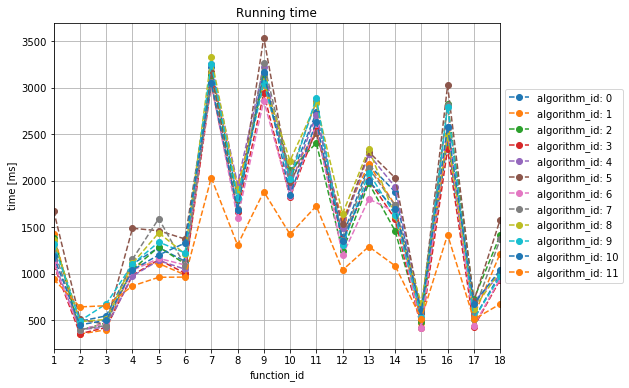 Running time
time [ms]
3500
3000
2500
2000
1500
1000
500
1 2 3 4 5 6 7 8 9 10 11 12 13 14 15 16 17 18
function_id
algorithm_id: 0
algorithm_id: 1
algorithm_id: 2
algorithm_id: 3
algorithm_id: 4
algorithm_id: 5
algorithm_id: 6
algorithm_id: 7
algorithm_id: 8
algorithm_id: 9
algorithm_id: 10
algorithm_id: 11